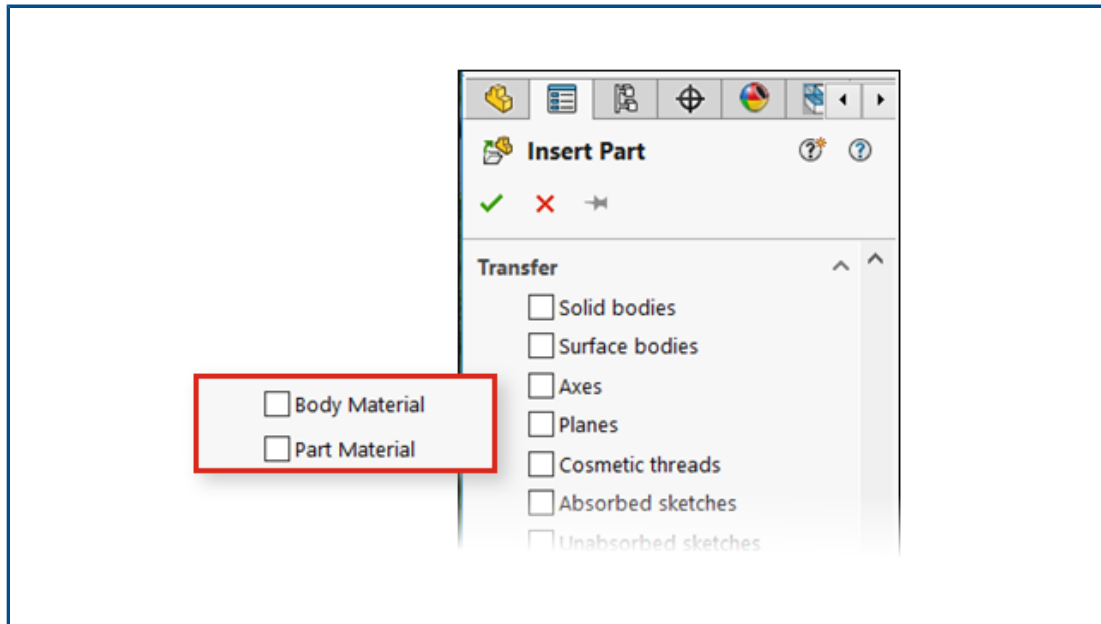 Insert Part
Transfer
Solid bodies
Surface bodies
Axes
Planes
Cosmetic threads
Absorbed sketches
Unabsorbed sketches
Body Material
Part Material